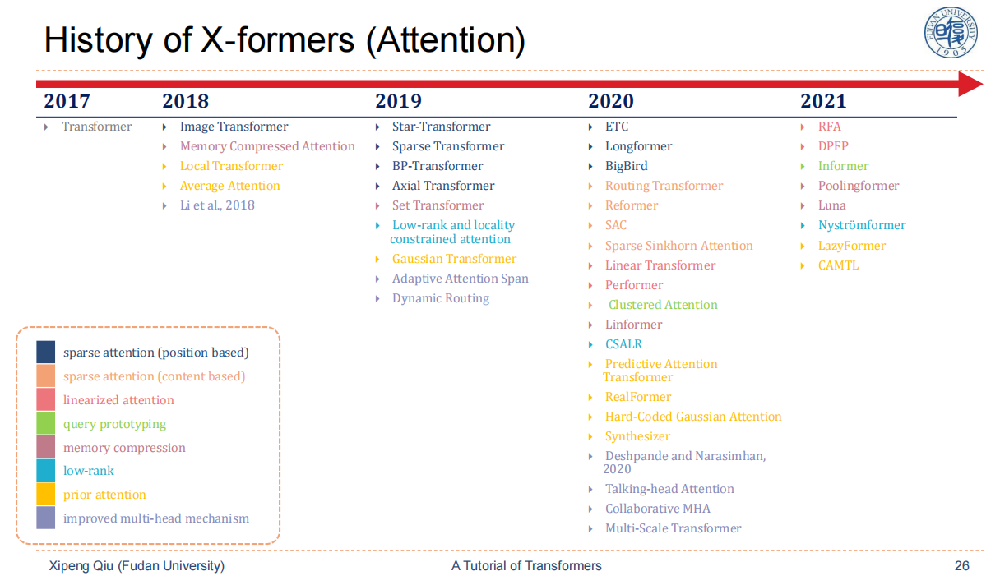 History of X-formers (Attention)
FUDAN UNIVERSITY
1905
2017
Transformer
2018
Image Transformer
Memory Compressed Attention
Local Transformer
Average Attention
Li et al., 2018
2019
Star-Transformer
Sparse Transformer
BP-Transformer
Axial Transformer
Set Transformer
Low-rank and locality
constrained attention
Gaussian Transformer
Adaptive Attention Span
Dynamic Routing
2020
ETC
Longformer
BigBird
Routing Transformer
Reformer
SAC
Sparse Sinkhorn Attention
Linear Transformer
Performer
Clustered Attention
Linformer
CSALR
Predictive Attention
Transformer
RealFormer
Hard-Coded Gaussian Attention
Synthesizer
Deshpande and Narasimhan,
2020
Talking-head Attention
Collaborative MHA
Multi-Scale Transformer
2021
RFA
DPFP
Informer
Poolingformer
Luna
Nyströmformer
LazyFormer
CAMTL
sparse attention (position based)
sparse attention (content based)
linearized attention
query prototyping
memory compression
low-rank
prior attention
improved multi-head mechanism
Xipeng Qiu (Fudan University)
A Tutorial of Transformers
26